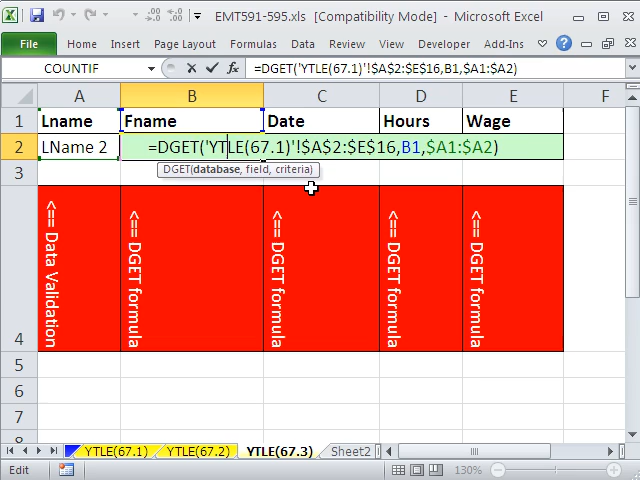 EMT591-595.xls [Compatibility Mode] - Microsoft Excel
File Home Insert Page Layout Formulas Data Review View Developer Add-Ins
COUNTIF fx =DGET('YTLE(67.1)'!$A$2:$E$16,B1,$A1:$A2)
A B C D E F
1 Lname Fname Date Hours Wage
2 LName 2 =DGET('YTLE(67.1)'!$A$2:$E$16,B1,$A1:$A2)
DGET(database, field, criteria)
3
4 <== Data Validation <== DGET formula <== DGET formula <== DGET formula <== DGET formula
5
6
7
8
YTLE(67.1) YTLE(67.2) YTLE(67.3) Sheet2
Edit 130%